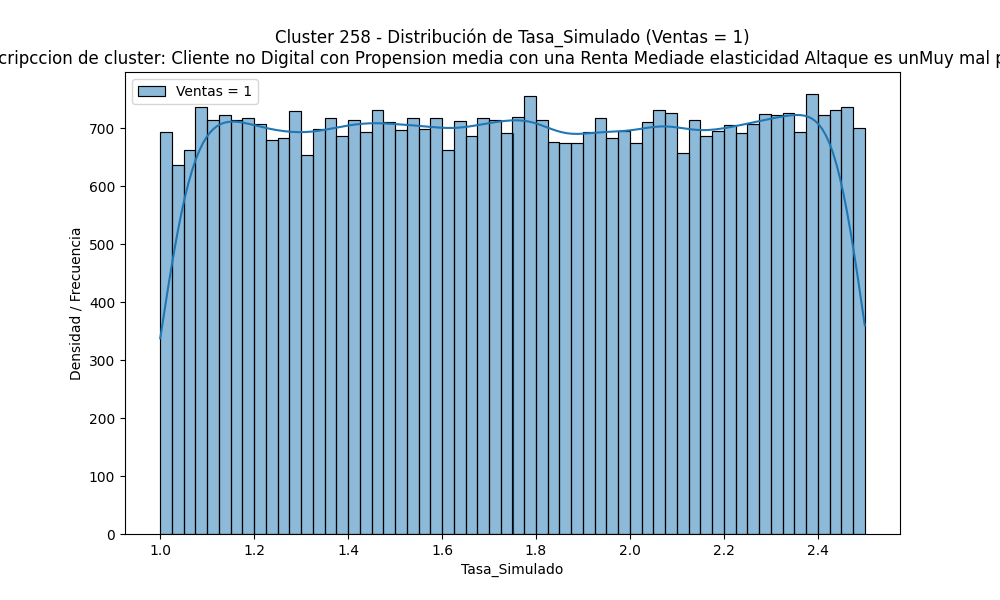 Cluster 258 - Distribución de Tasa_Simulado (Ventas = 1)
cripccion de cluster: Cliente no Digital con Propension media con una Renta Mediade elasticidad Altaque es unMuy mal p
Ventas = 1
Densidad / Frecuencia
700
600
500
400
300
200
100
0
1.0 1.2 1.4 1.6 1.8 2.0 2.2 2.4
Tasa_Simulado